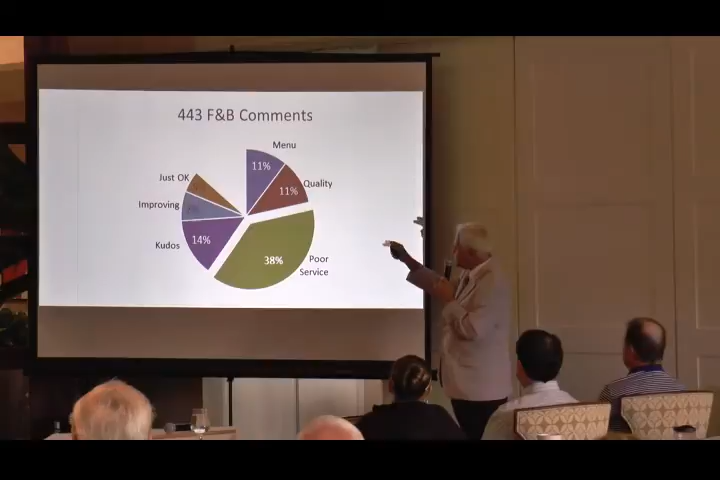 443 F&B Comments
Menu
11%
Quality
11%
Just OK
Improving
Kudos
14%
38%
Poor
Service